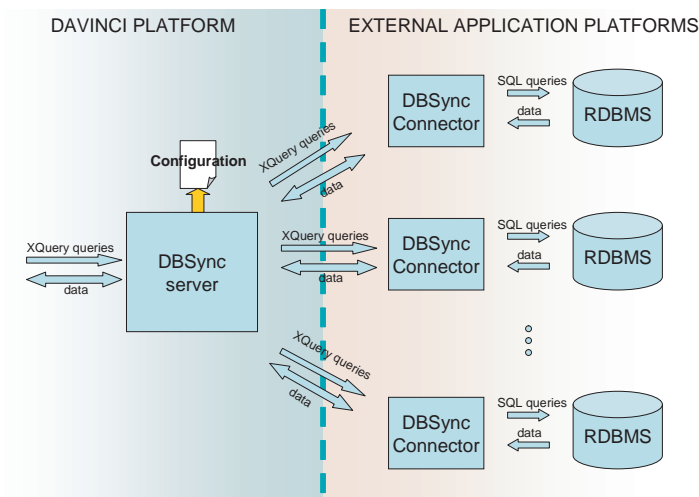 DAVINCI PLATFORM
EXTERNAL APPLICATION PLATFORMS
Configuration
XQuery queries
data
DBSync
server
XQuery queries
data
DBSync
Connector
SQL queries
data
RDBMS
XQuery queries
data
DBSync
Connector
SQL queries
data
RDBMS
XQuery queries
data
DBSync
Connector
SQL queries
data
RDBMS